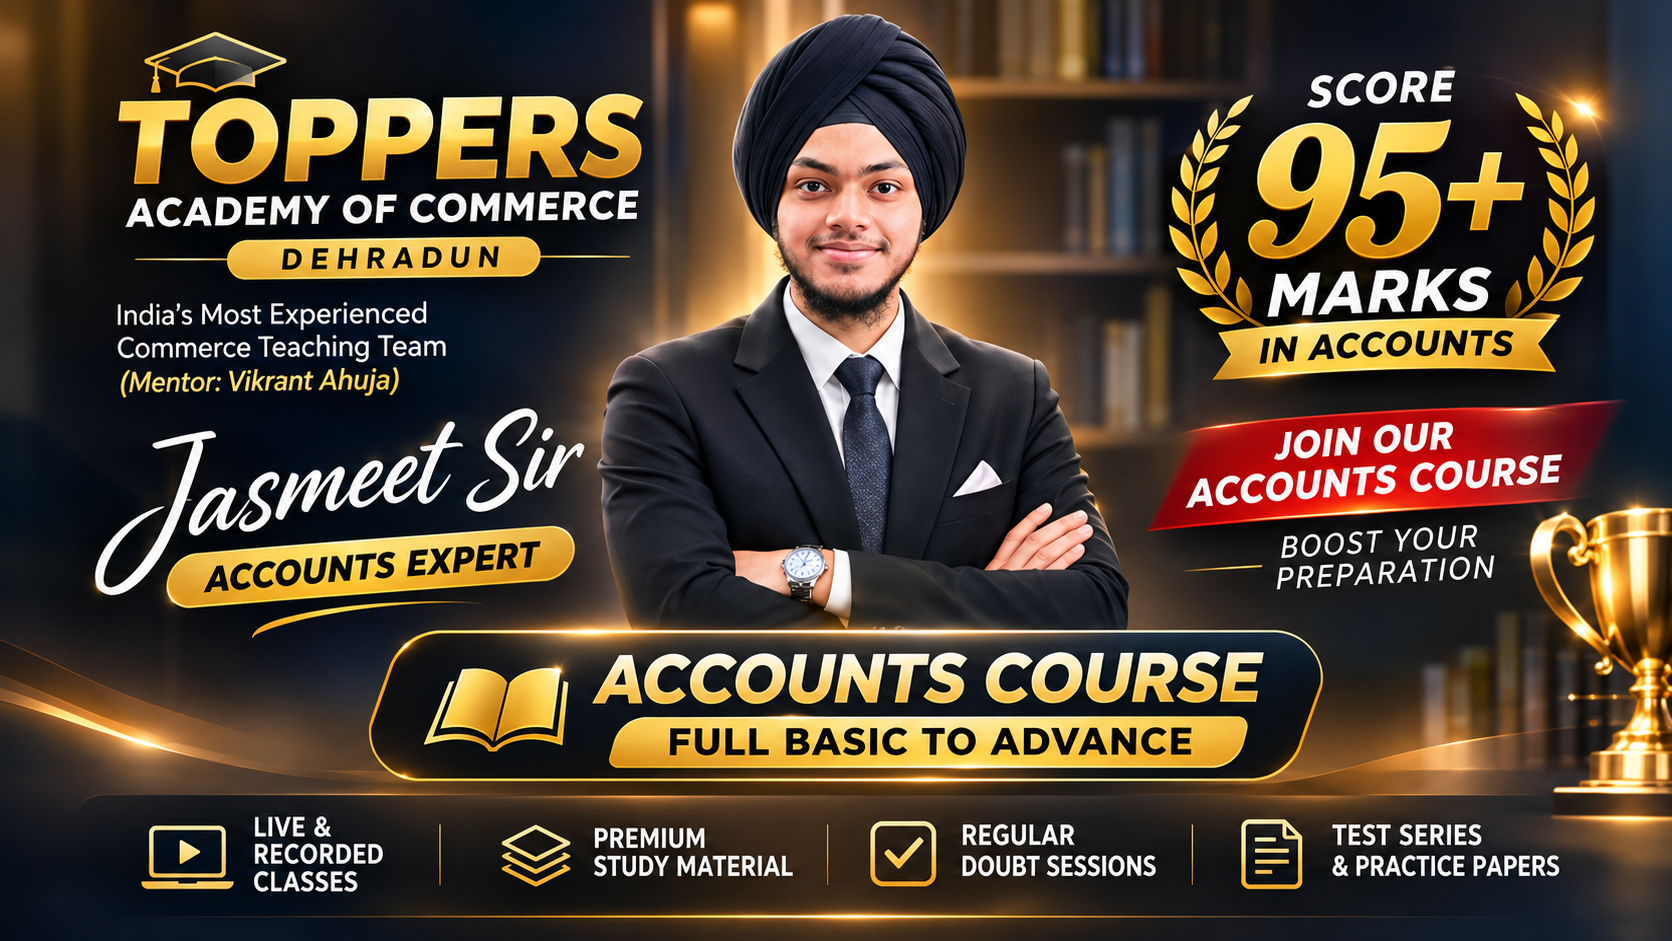 TOPPERS
ACADEMY OF COMMERCE
DEHRADUN
India's Most Experienced
Commerce Teaching Team
(Mentor: Vikrant Ahuja)
Jasmeet Sir
ACCOUNTS EXPERT
SCORE
95+
MARKS
IN ACCOUNTS
JOIN OUR
ACCOUNTS COURSE
BOOST YOUR
PREPARATION
ACCOUNTS COURSE
FULL BASIC TO ADVANCE
LIVE &
RECORDED
CLASSES
PREMIUM
STUDY MATERIAL
REGULAR
DOUBT SESSIONS
TEST SERIES
& PRACTICE PAPERS